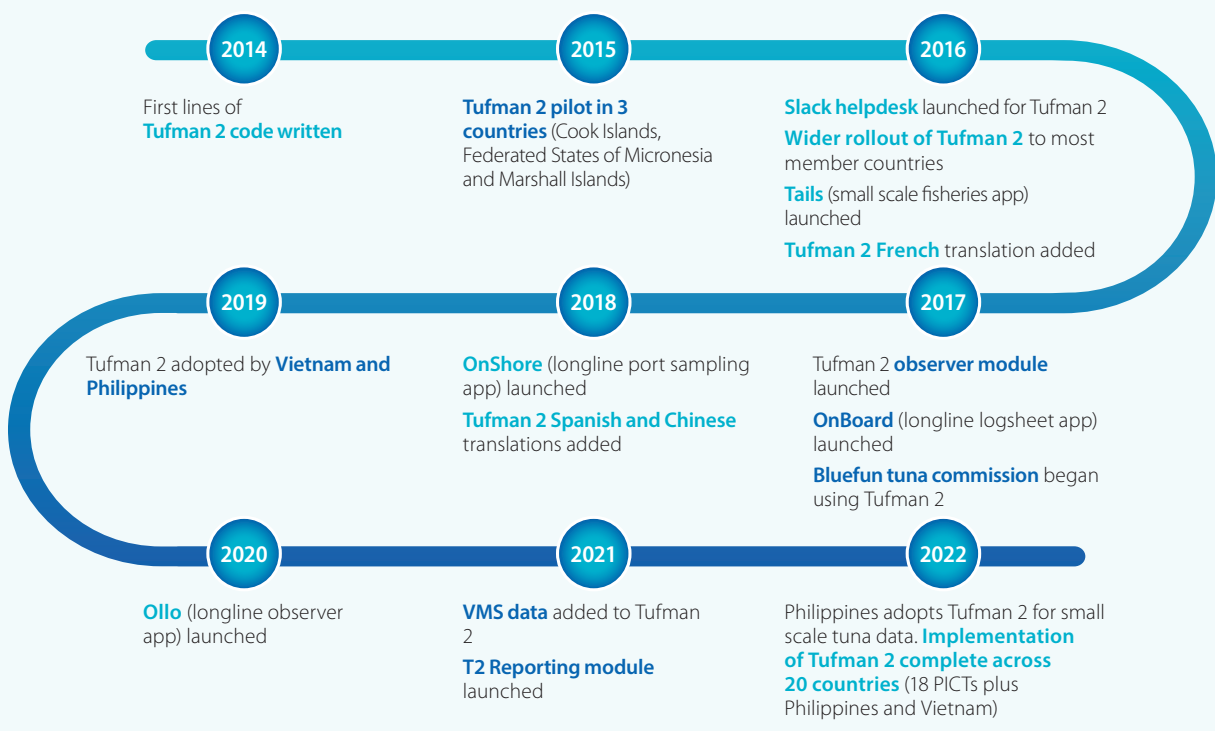 2014
First lines of
Tufman 2 code written
2015
Tufman 2 pilot in 3
countries (Cook Islands,
Federated States of Micronesia
and Marshall Islands)
2016
Slack helpdesk launched for Tufman 2
Wider rollout of Tufman 2 to most
member countries
Tails (small scale fisheries app)
launched
Tufman 2 French translation added
2017
Tufman 2 observer module
launched
OnBoard (longline logsheet app)
launched
Bluefun tuna commission began
using Tufman 2
2018
OnShore (longline port sampling
app) launched
Tufman 2 Spanish and Chinese
translations added
2019
Tufman 2 adopted by Vietnam and
Philippines
2020
Ollo (longline observer
app) launched
2021
VMS data added to Tufman
2
T2 Reporting module
launched
2022
Philippines adopts Tufman 2 for small
scale tuna data. Implementation
of Tufman 2 complete across
20 countries (18 PICTs plus
Philippines and Vietnam)